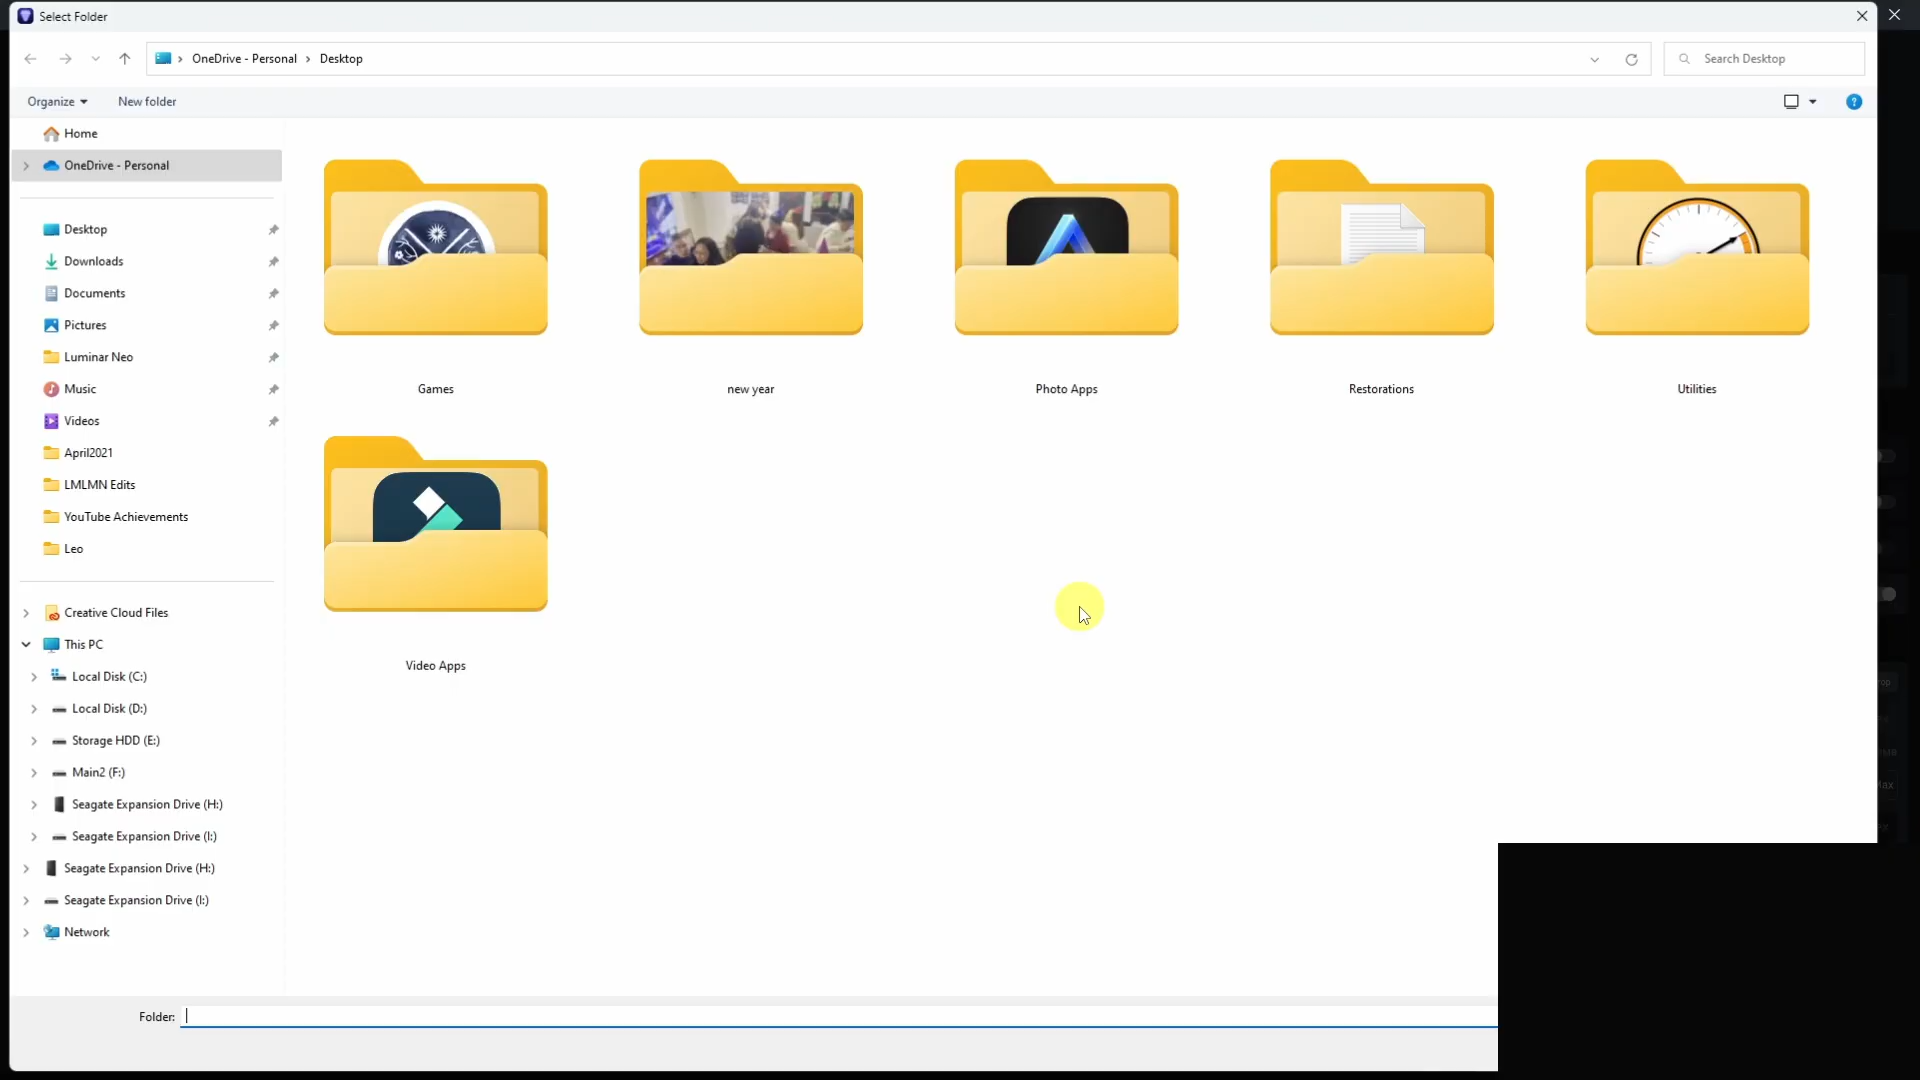 Select Folder
OneDrive - Personal
Desktop
Search Desktop
Organize
New folder
Home
OneDrive - Personal
Desktop
Downloads
Documents
Pictures
Luminar Neo
Music
Videos
April2021
LMLMN Edits
YouTube Achievements
Leo
Creative Cloud Files
This PC
Local Disk (C:)
Local Disk (D:)
Storage HDD (E:)
Main2 (F:)
Seagate Expansion Drive (H:)
Seagate Expansion Drive (I:)
Seagate Expansion Drive (H:)
Seagate Expansion Drive (I:)
Network
Games
new year
Photo Apps
Restorations
Utilities
Video Apps
Folder: